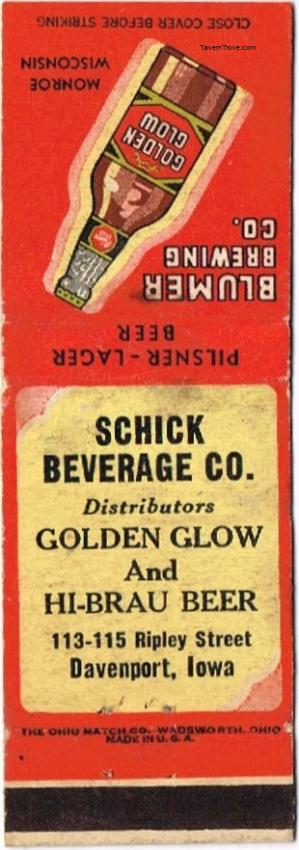 CLOSE COVER BEFORE STRIKING
TavernTrove.com
MONROE
WISCONSIN
GOLDEN
GLOW
BLUMER
BREWING
CO.
PILSNER - LAGER
BEER
SCHICK
BEVERAGE CO.
Distributors
GOLDEN GLOW
And
HI-BRAU BEER
113-115 Ripley Street
Davenport, Iowa
THE OHIO MATCH CO. WADSWORTH, OHIO
MADE IN U.S.A.